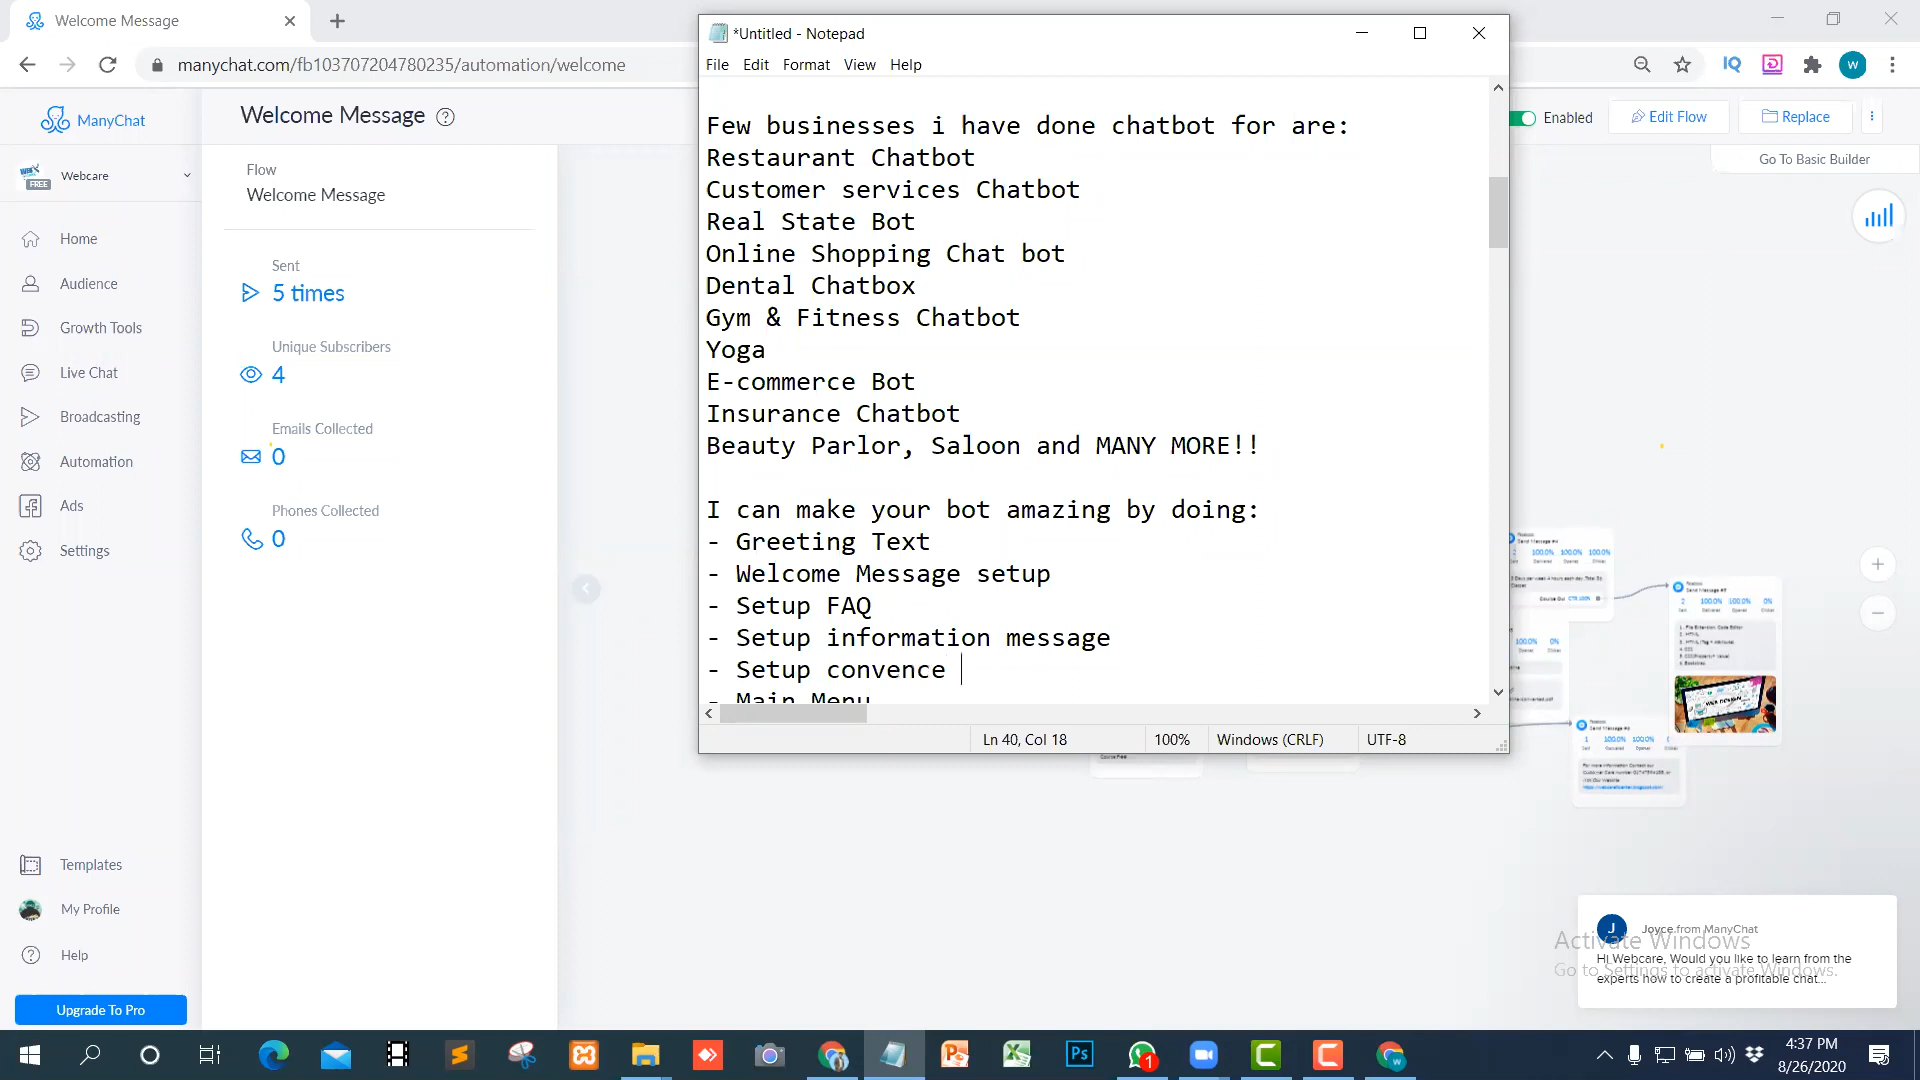 Welcome Message
*Untitled - Notepad
manychat.com/fb103707204780235/automation/welcome
IQ
W
File Edit Format View Help
ManyChat
Welcome Message ?
Enabled
Edit Flow
Replace
Go To Basic Builder
Webcare
FREE
Flow
Welcome Message
Home
Audience
Growth Tools
Live Chat
Broadcasting
Automation
Ads
Settings
Sent
5 times
Unique Subscribers
4
Emails Collected
0
Phones Collected
0
Few businesses i have done chatbot for are:
Restaurant Chatbot
Customer services Chatbot
Real State Bot
Online Shopping Chat bot
Dental Chatbox
Gym & Fitness Chatbot
Yoga
E-commerce Bot
Insurance Chatbot
Beauty Parlor, Saloon and MANY MORE!!
I can make your bot amazing by doing:
- Greeting Text
- Welcome Message setup
- Setup FAQ
- Setup information message
- Setup convence
- Main Menu
Ln 40, Col 18
100%
Windows (CRLF)
UTF-8
Templates
My Profile
Help
Upgrade To Pro
J
Joyce from ManyChat
Hi Webcare, Would you like to learn from the
experts how to create a profitable chat...
Activate Windows
Go to Settings to activate Windows.
4:37 PM
8/26/2020